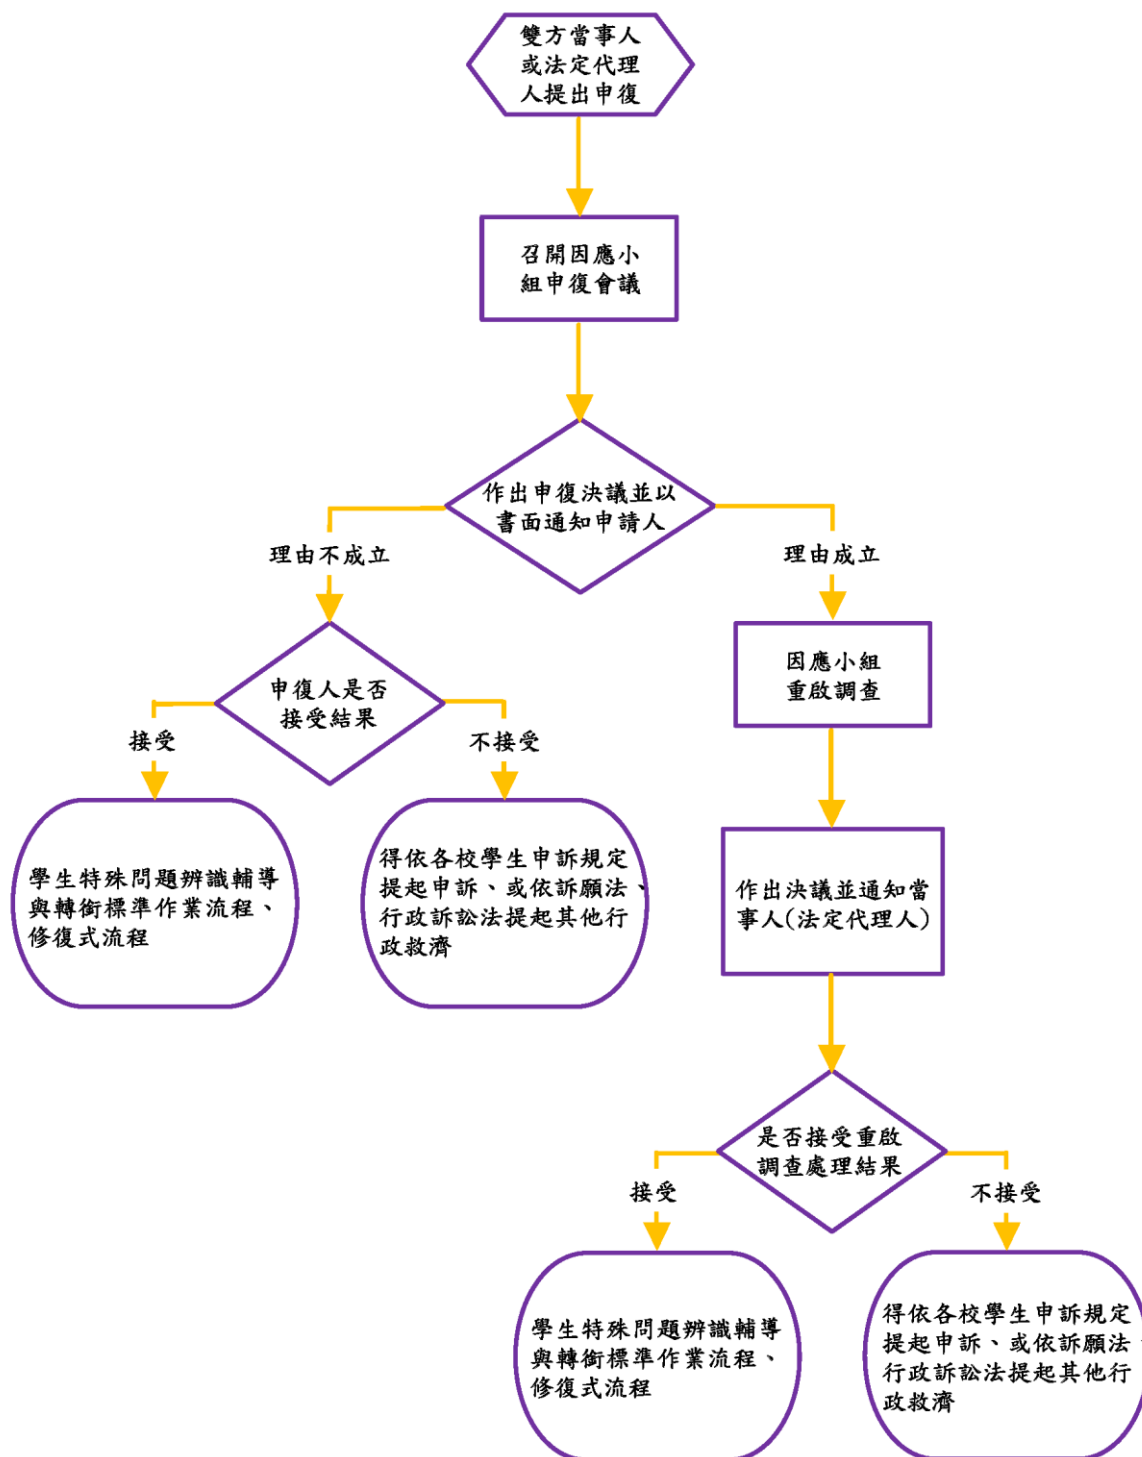 雙方當事人
或法定代理
人提出申復
召開因應小
組申復會議
作出申復決議並以
書面通知申請人
理由不成立
理由成立
申復人是否
接受結果
因應小組
重啟調查
接受
不接受
學生特殊問題辨識輔導
與轉銜標準作業流程、
修復式流程
得依各校學生申訴規定
提起申訴、或依訴願法、
行政訴訟法提起其他行
政救濟
作出決議並通知當
事人(法定代理人)
是否接受重啟
調查處理結果
接受
不接受
學生特殊問題辨識輔導
與轉銜標準作業流程、
修復式流程
得依各校學生申訴規定
提起申訴、或依訴願法、
行政訴訟法提起其他行
政救濟